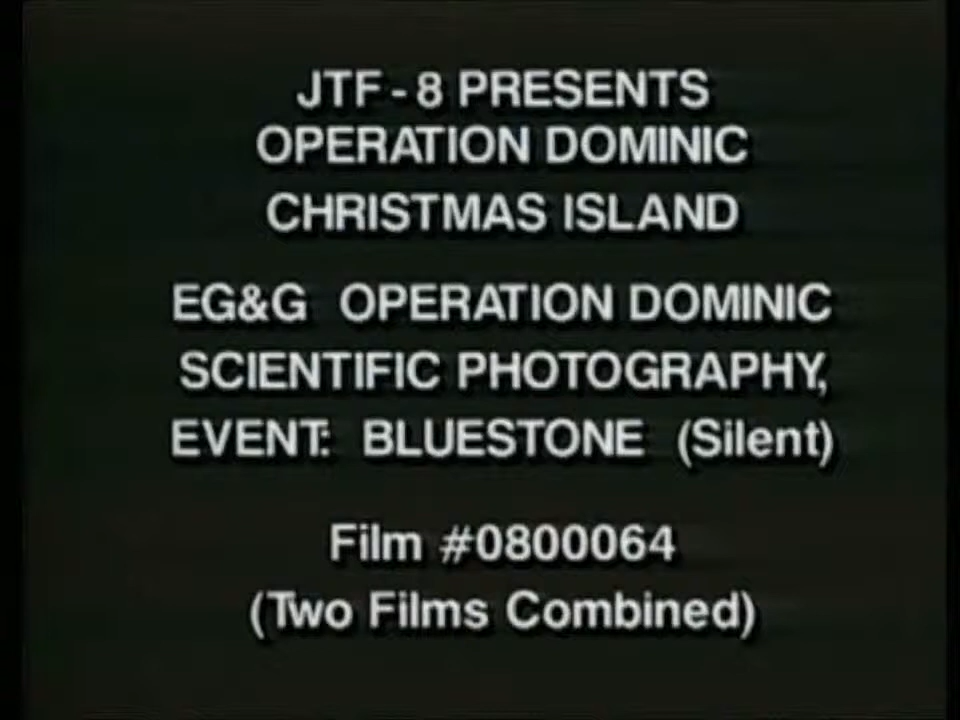 JTF - 8 PRESENTS
OPERATION DOMINIC
CHRISTMAS ISLAND
EG&G OPERATION DOMINIC
SCIENTIFIC PHOTOGRAPHY,
EVENT: BLUESTONE (Silent)
Film #0800064
(Two Films Combined)